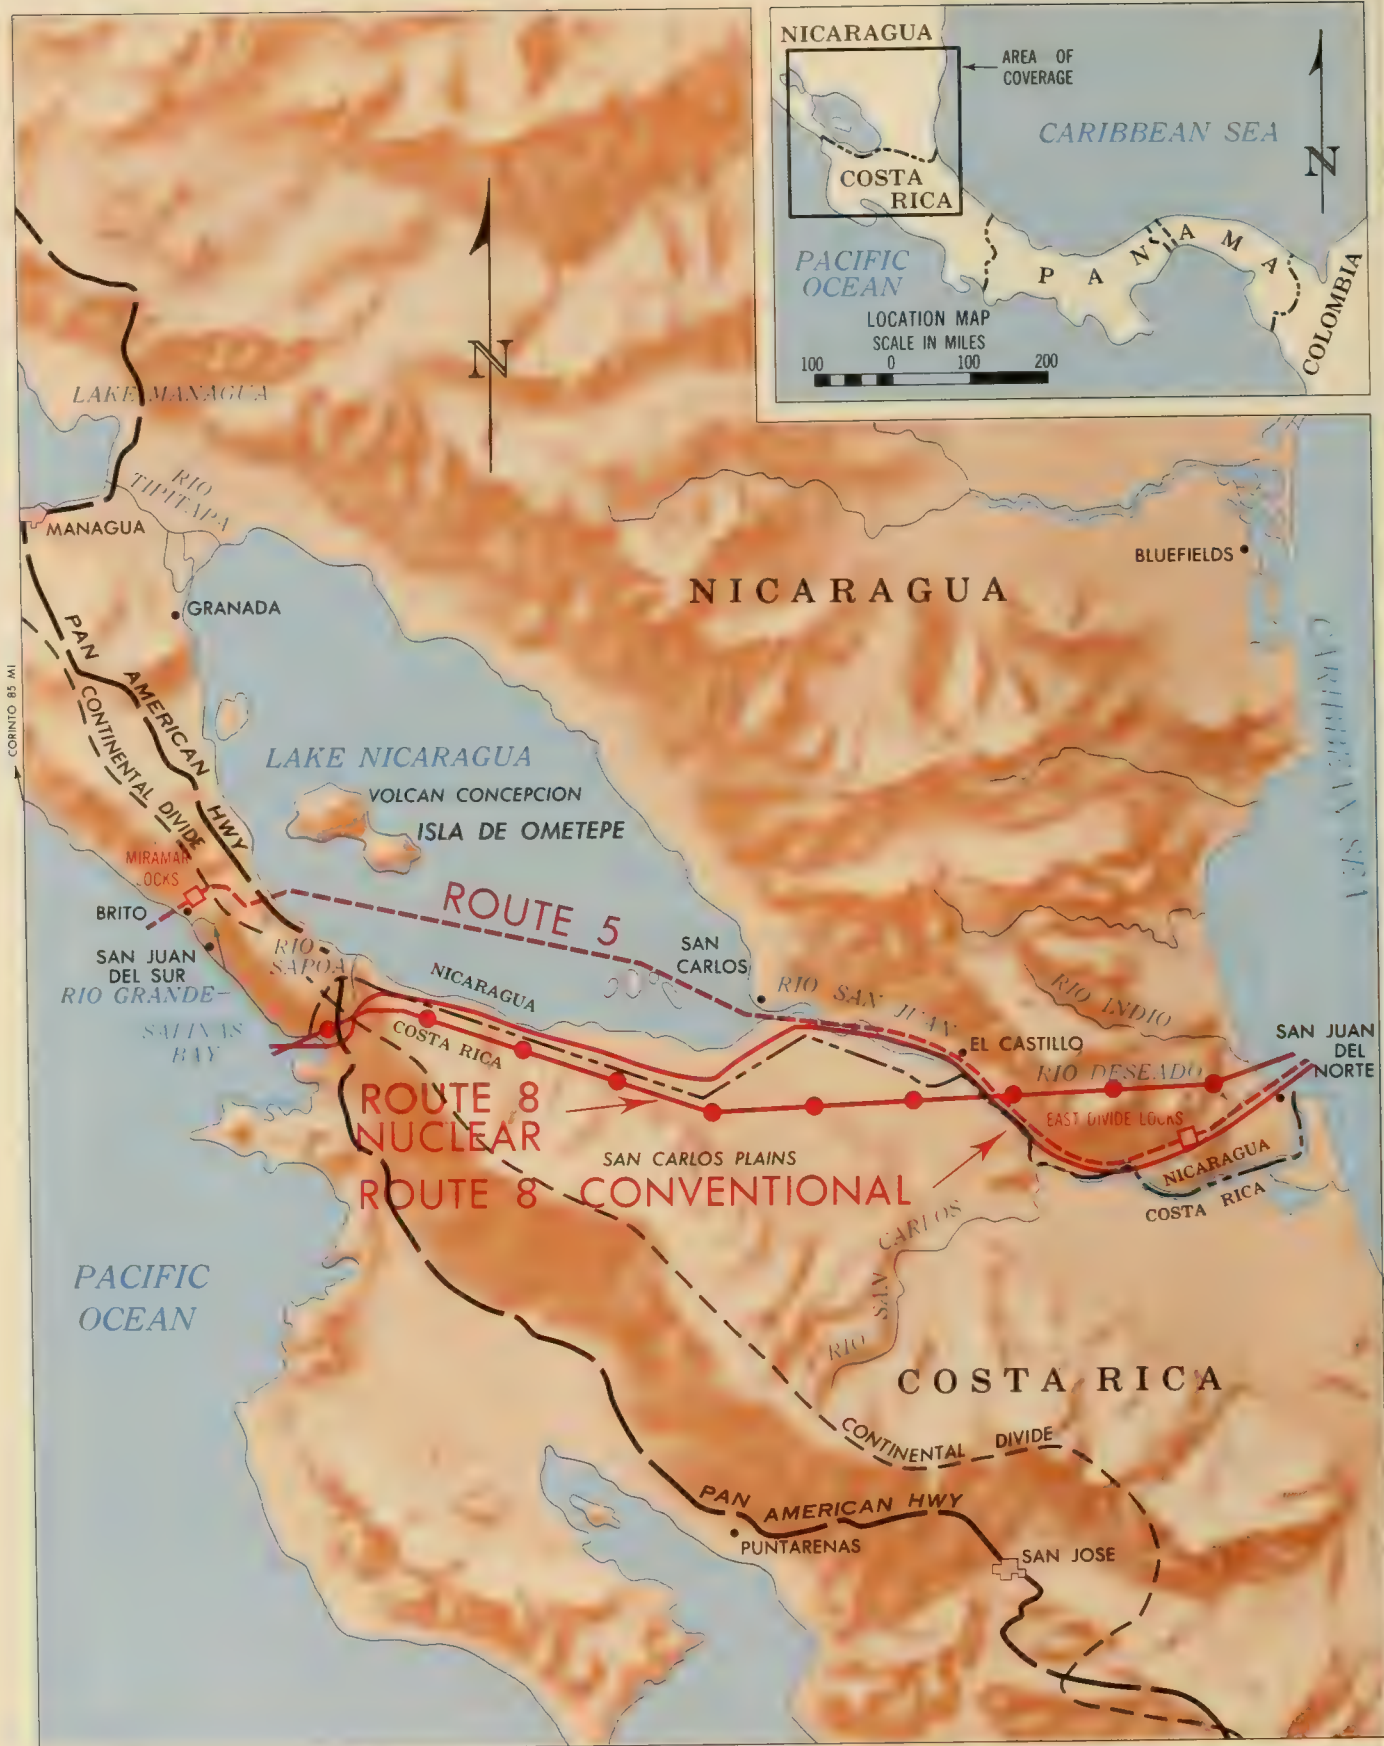 NICARAGUA
AREA OF
COVERAGE
CARIBBEAN SEA
N
COSTA
RICA
PACIFIC
OCEAN
PANAMA
COLOMBIA
LOCATION MAP
SCALE IN MILES
100 0 100 200
N
LAKE MANAGUA
RIO
TIPITAPA
MANAGUA
GRANADA
NICARAGUA
BLUEFIELDS
CARIBBEAN SEA
PAN AMERICAN HWY
CONTINENTAL DIVIDE
CORINTO 85 MI
LAKE NICARAGUA
VOLCAN CONCEPCION
ISLA DE OMETEPE
MIRAMAR
LOCKS
BRITO
ROUTE 5
SAN JUAN
DEL SUR
RIO
SAPOA
RIO GRANDE
SALINAS
BAY
SAN
CARLOS
NICARAGUA
COSTA RICA
RIO SAN JUAN
RIO INDIO
EL CASTILLO
RIO DESEADO
SAN JUAN
DEL
NORTE
EAST DIVIDE LOCKS
ROUTE 8
NUCLEAR
SAN CARLOS PLAINS
ROUTE 8 CONVENTIONAL
NICARAGUA
COSTA RICA
RIO SAN CARLOS
PACIFIC
OCEAN
COSTA RICA
CONTINENTAL DIVIDE
PAN AMERICAN HWY
PUNTARENAS
SAN JOSE